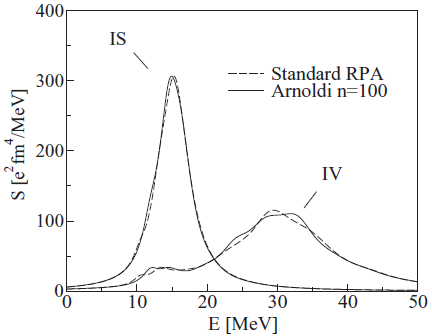 400
300
200
100
0
S [e²fm⁴/MeV]
IS
Standard RPA
Arnoldi n=100
IV
0 10 20 30 40 50
E [MeV]